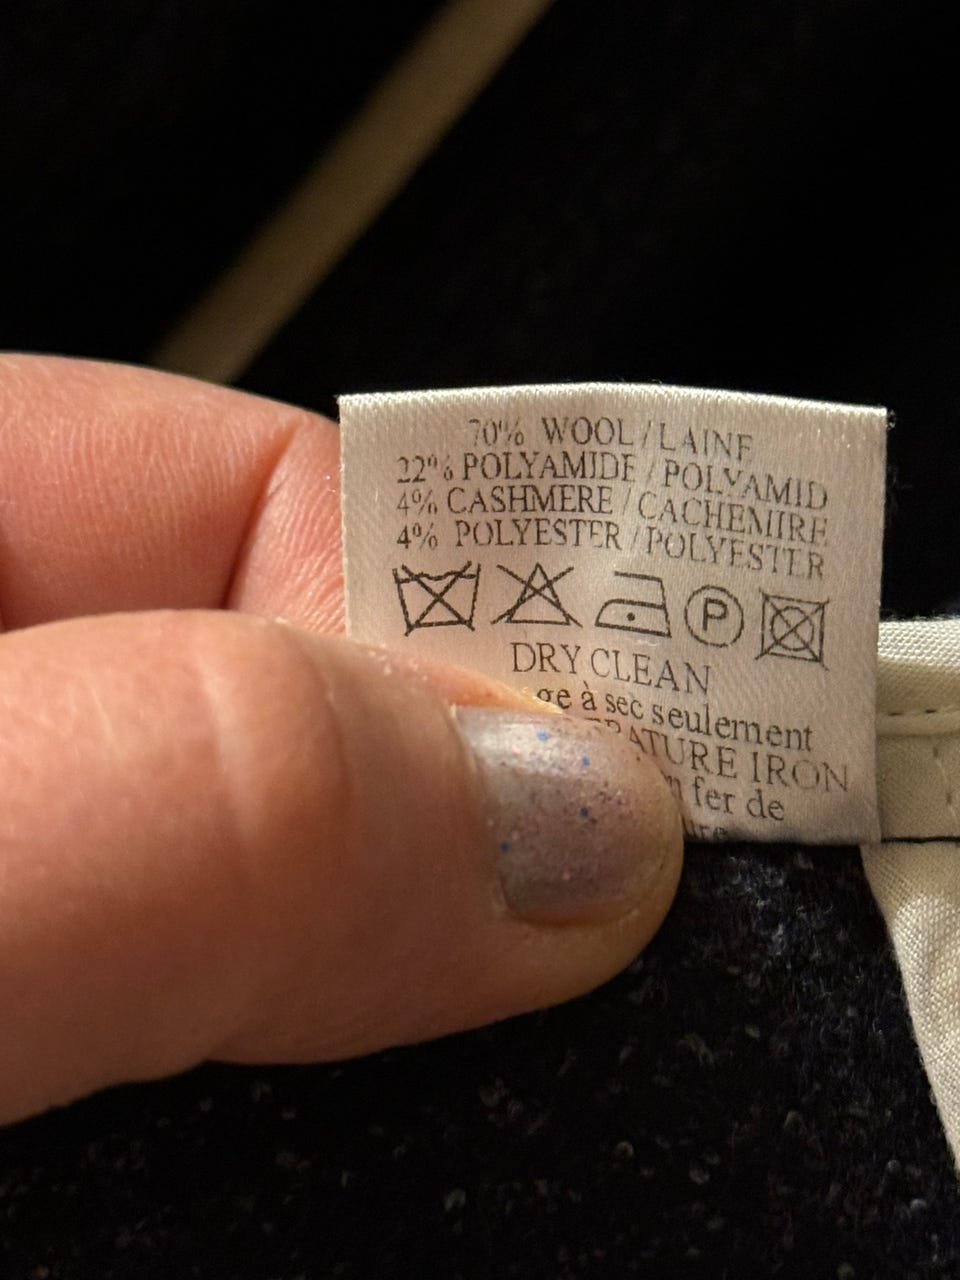 70% WOOL / LAINE
22% POLYAMIDE / POLYAMID
4% CASHMERE / CACHEMIRE
4% POLYESTER / POLYESTER
P
DRY CLEAN
à sec seulement
IRON
fer de